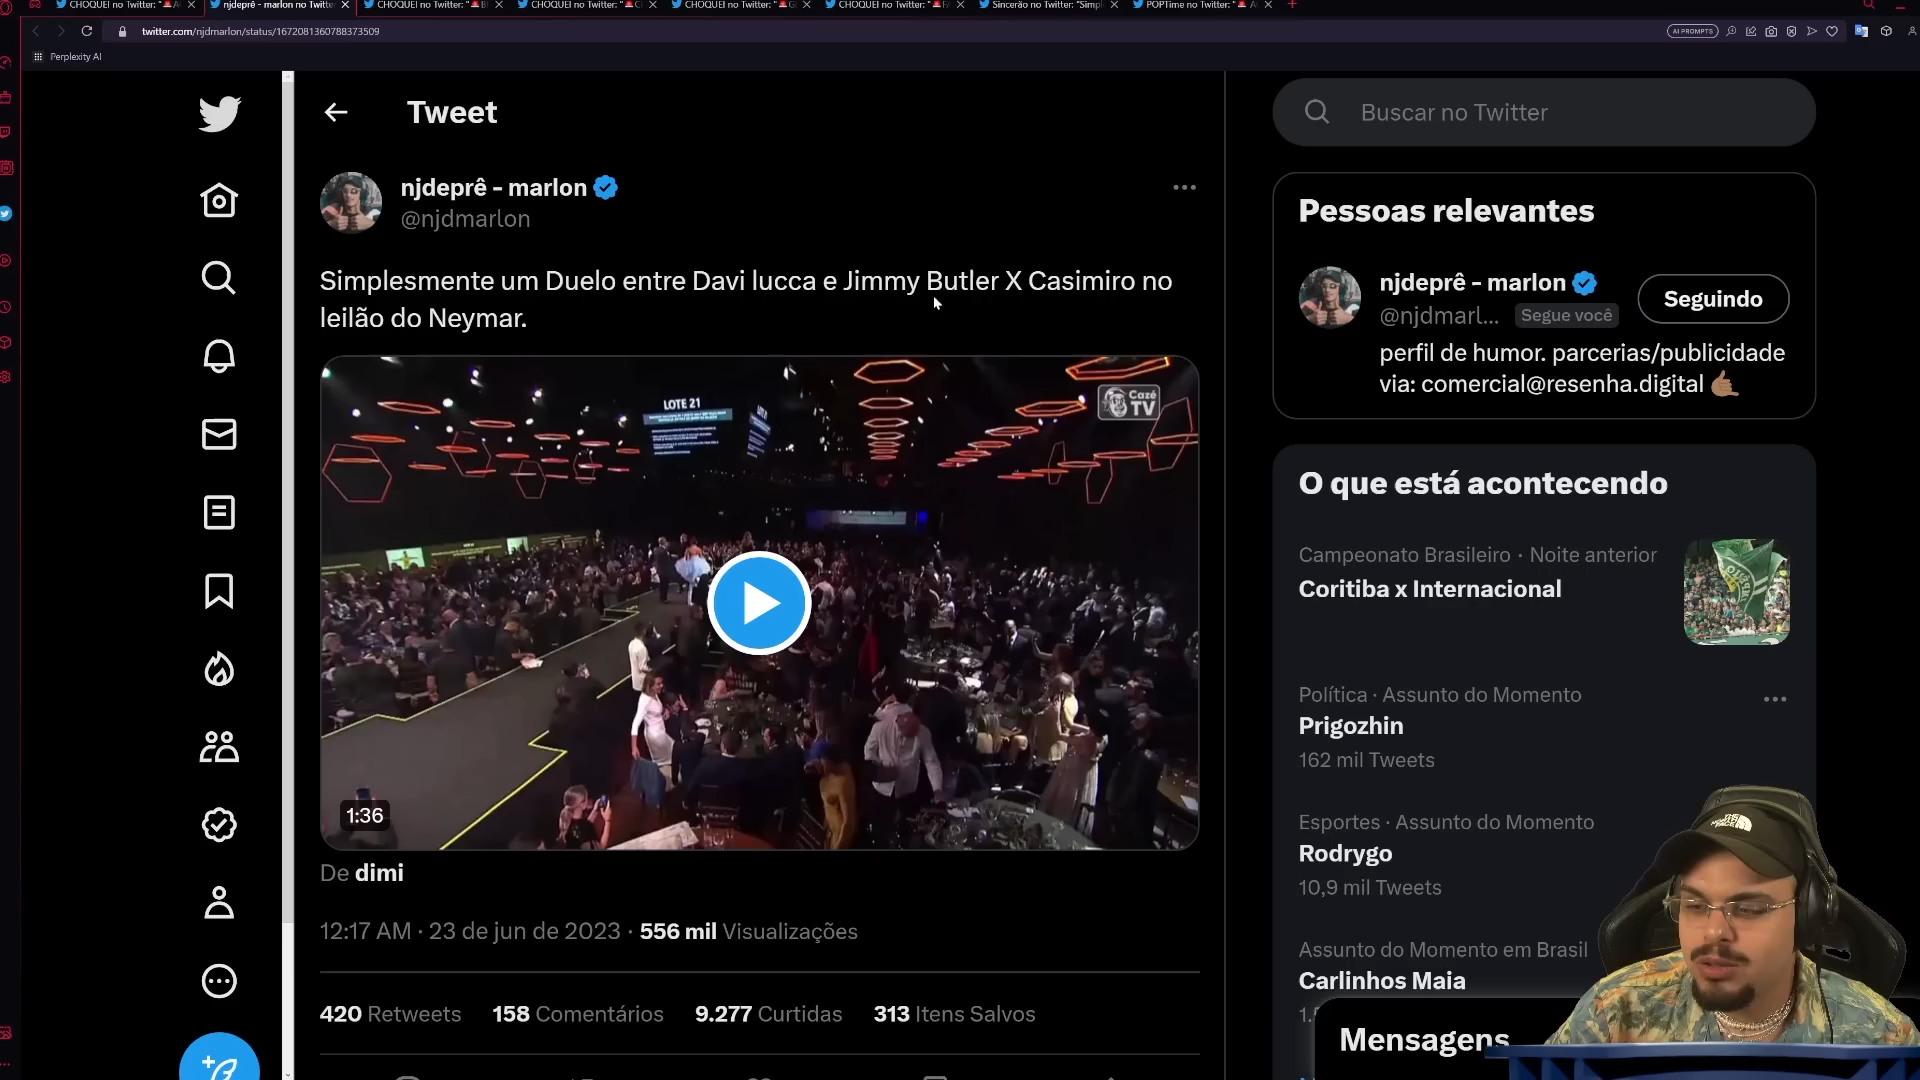 CHOQUEI no Twitter: "🚨A
njdeprê - marlon no Twitte
CHOQUEI no Twitter: "🚨B
CHOQUEI no Twitter: "🚨C
CHOQUEI no Twitter: "🚨G
CHOQUEI no Twitter: "🚨F
Sincerão no Twitter: "Simpl
POPTime no Twitter: "🚨 A
twitter.com/njdmarlon/status/1672081360788373509
AI PROMPTS
Perplexity AI
Tweet
njdeprê - marlon
@njdmarlon
Simplesmente um Duelo entre Davi lucca e Jimmy Butler X Casimiro no
leilão do Neymar.
LOTE 21
Cazé
TV
1:36
De dimi
12:17 AM · 23 de jun de 2023 · 556 mil Visualizações
420 Retweets 158 Comentários 9.277 Curtidas 313 Itens Salvos
Buscar no Twitter
Pessoas relevantes
njdeprê - marlon
@njdmarl... Segue você
Seguindo
perfil de humor. parcerias/publicidade
via: comercial@resenha.digital 🤙🏽
O que está acontecendo
Campeonato Brasileiro · Noite anterior
Coritiba x Internacional
Política · Assunto do Momento
Prigozhin
162 mil Tweets
Esportes · Assunto do Momento
Rodrygo
10,9 mil Tweets
Assunto do Momento em Brasil
Carlinhos Maia
Mensagens
THE
NORTH
FACE